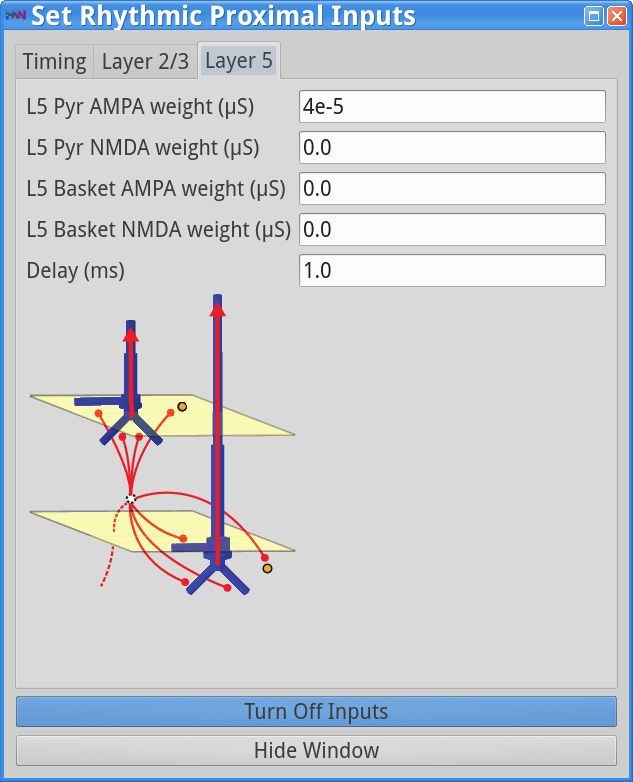 HNN Set Rhythmic Proximal Inputs
Timing Layer 2/3 Layer 5
L5 Pyr AMPA weight (µS) 4e-5
L5 Pyr NMDA weight (µS) 0.0
L5 Basket AMPA weight (µS) 0.0
L5 Basket NMDA weight (µS) 0.0
Delay (ms) 1.0
Turn Off Inputs
Hide Window